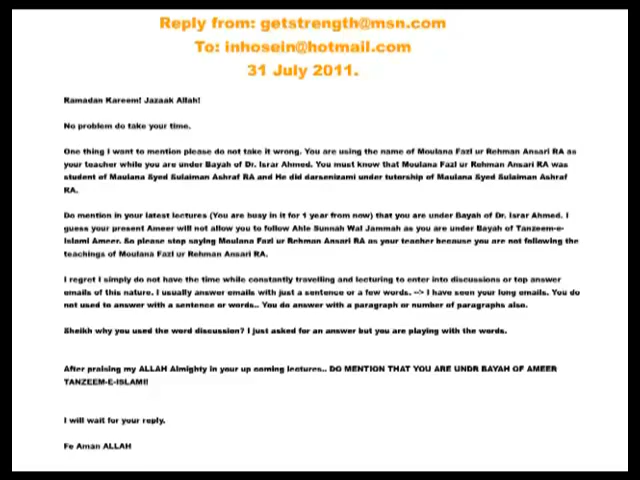 Reply from: getstrength@msn.com
To: inhosein@hotmail.com
31 July 2011.
Ramadan Kareem! Jazaak Allah!
No problem do take your time.
One thing I want to mention please do not take it wrong. You are using the name of Moulana Fazl ur Rehman Ansari RA as
your teacher while you are under Bayah of Dr. Israr Ahmed. You must know that Moulana Fazl ur Rehman Ansari RA was
student of Maulana Syed Sulaiman Ashraf RA and He did darsenizami under tutorship of Maulana Syed Sulaiman Ashraf
RA.
Do mention in your latest lectures (You are busy in it for 1 year from now) that you are under Bayah of Dr. Israr Ahmed. I
guess your present Ameer will not allow you to follow Ahle Sunnah Wal Jammah as you are under Bayah of Tanzeem-e-
Islami Ameer. So please stop saying Moulana Fazl ur Rehman Ansari RA as your teacher because you are not following the
teachings of Moulana Fazl ur Rehman Ansari RA.
I regret I simply do not have the time while constantly travelling and lecturing to enter into discussions or top answer
emails of this nature. I usually answer emails with just a sentence or a few words. --> I have seen your long emails. You do
not used to answer with a sentence or words.. You do answer with a paragraph or number of paragraphs also.
Sheikh why you used the word discussion? I just asked for an answer but you are playing with the words.
After praising my ALLAH Almighty in your up coming lectures.. DO MENTION THAT YOU ARE UNDR BAYAH OF AMEER
TANZEEM-E-ISLAMI!
I will wait for your reply.
Fe Aman ALLAH